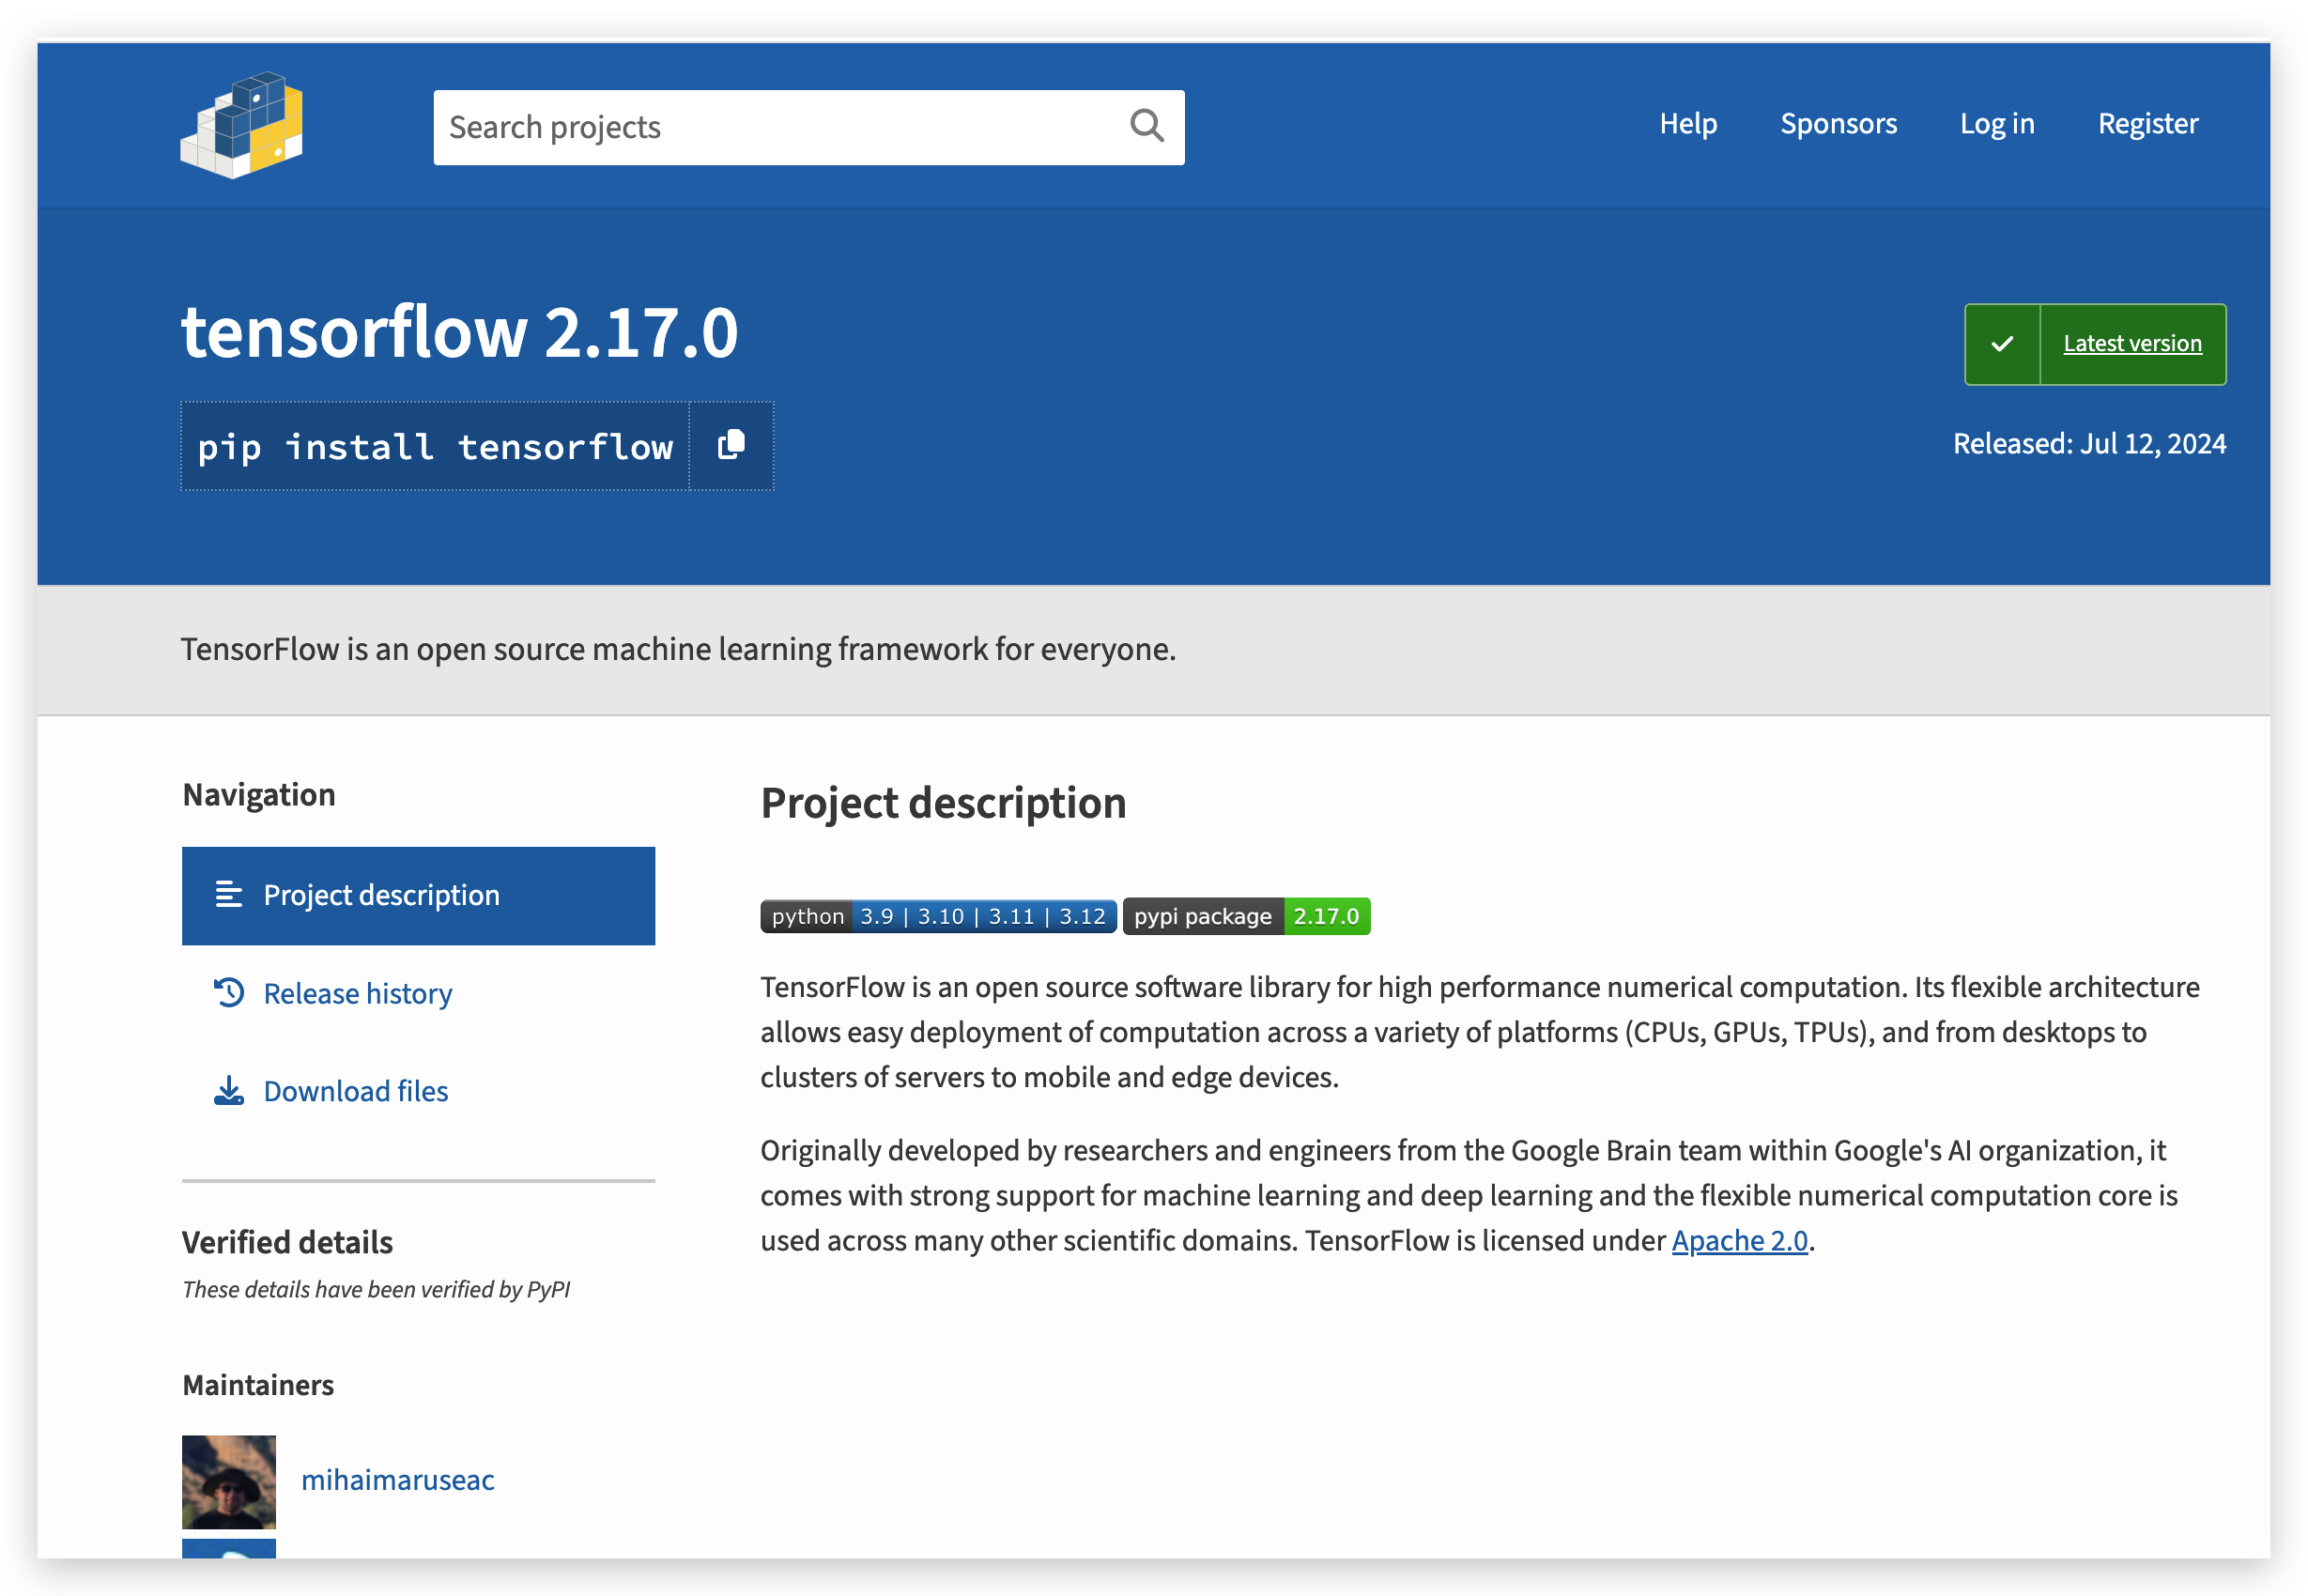 Search projects
Help
Sponsors
Log in
Register
tensorflow 2.17.0
Latest version
pip install tensorflow
Released: Jul 12, 2024
TensorFlow is an open source machine learning framework for everyone.
Navigation
Project description
Release history
Download files
Verified details
These details have been verified by PyPI
Maintainers
mihaimaruseac
Project description
python 3.9 | 3.10 | 3.11 | 3.12 pypi package 2.17.0
TensorFlow is an open source software library for high performance numerical computation. Its flexible architecture
allows easy deployment of computation across a variety of platforms (CPUs, GPUs, TPUs), and from desktops to
clusters of servers to mobile and edge devices.
Originally developed by researchers and engineers from the Google Brain team within Google's AI organization, it
comes with strong support for machine learning and deep learning and the flexible numerical computation core is
used across many other scientific domains. TensorFlow is licensed under Apache 2.0.